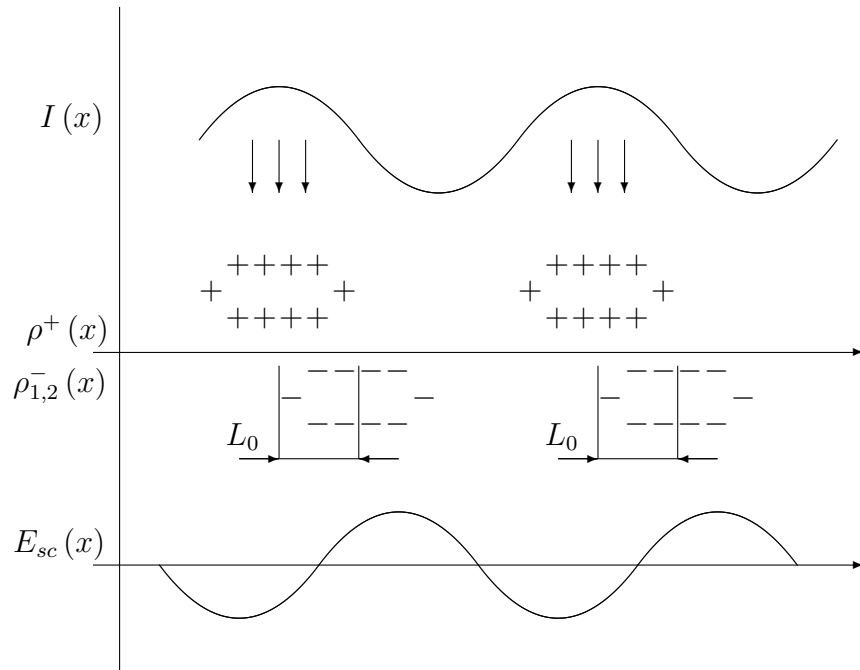 I (x)
+ + + +
+ +
+ + + +
ρ⁺ (x)
ρ⁻₁,₂ (x)
− − − −
− −
− − − −
L₀
+ + + +
+ +
+ + + +
− − − −
− −
− − − −
L₀
E_sc (x)